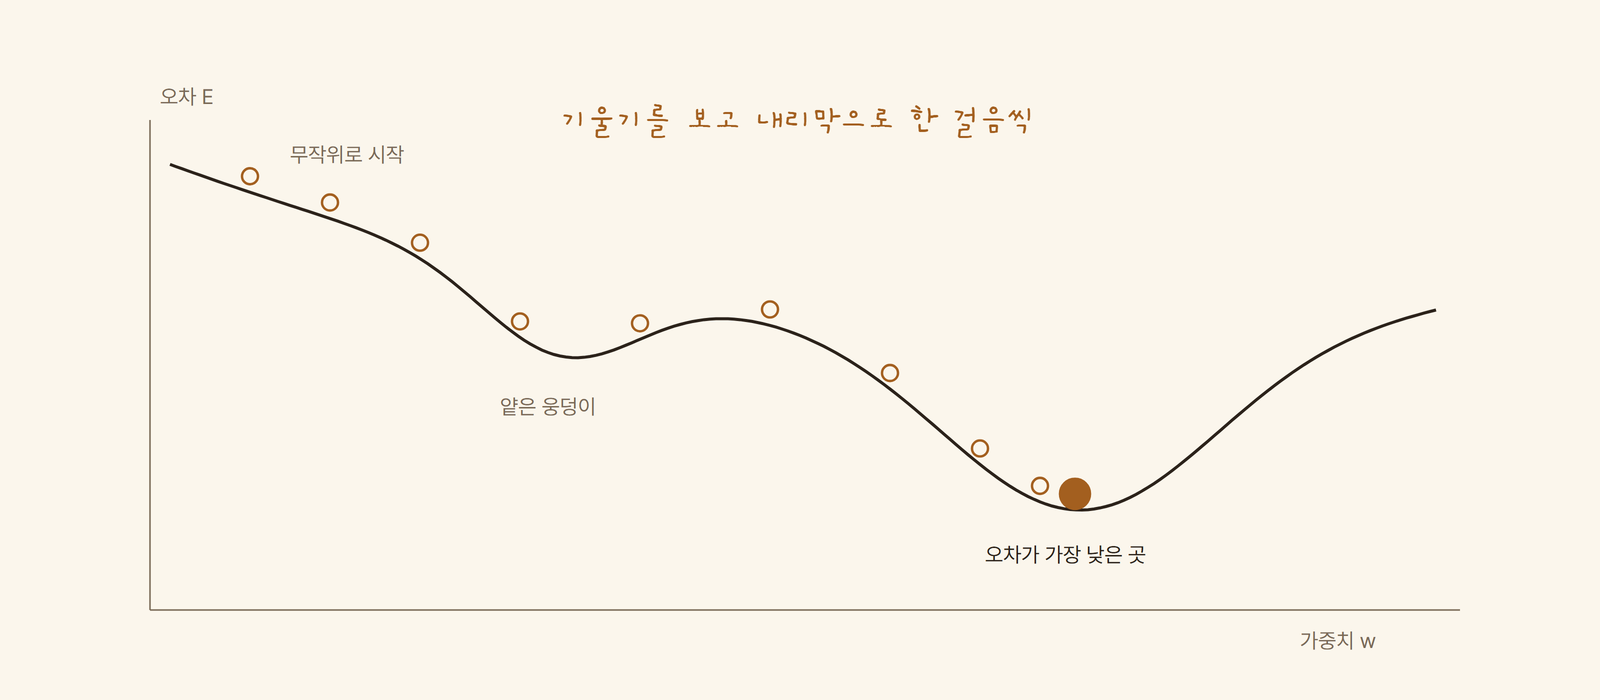 오차 E
기울기를 보고 내리막으로 한 걸음씩
무작위로 시작
얕은 웅덩이
오차가 가장 낮은 곳
가중치 w